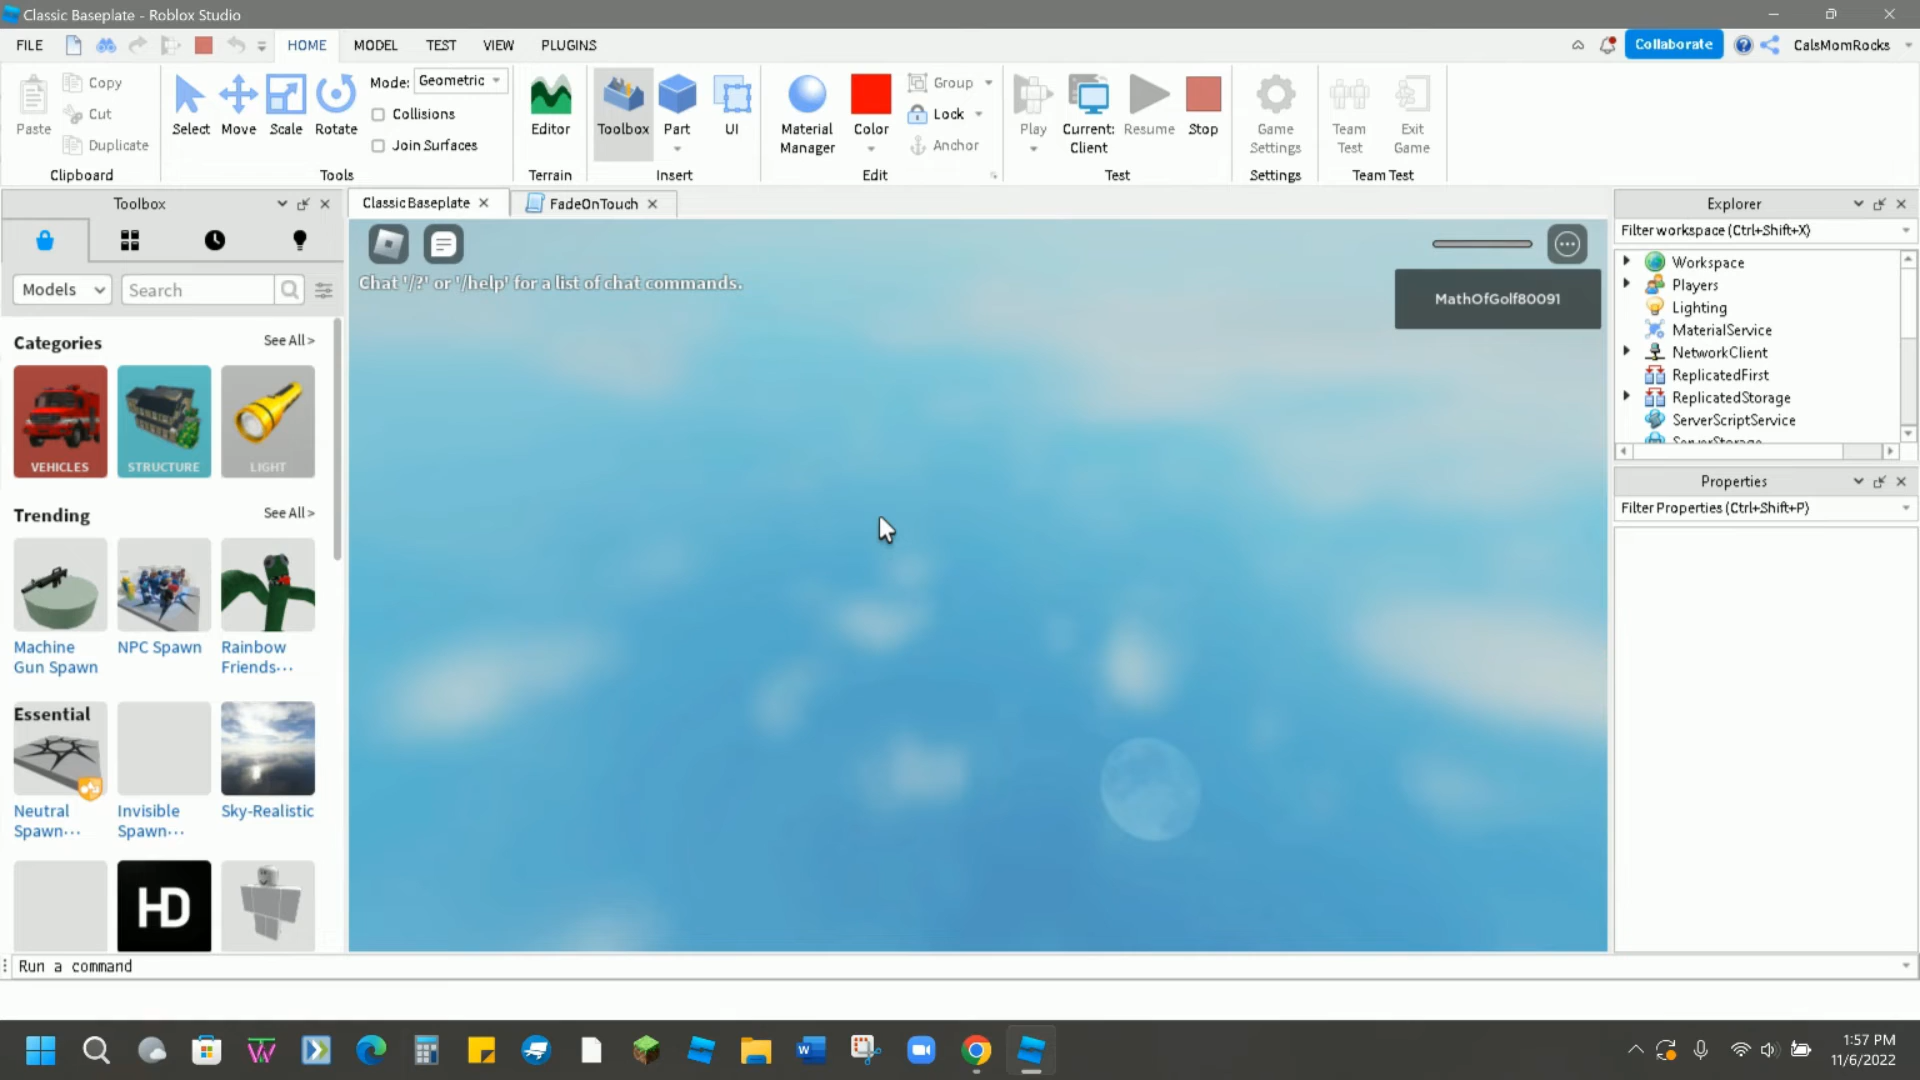 Classic Baseplate - Roblox Studio
FILE
HOME
MODEL
TEST
VIEW
PLUGINS
Collaborate
CalsMomRocks
Paste
Copy
Cut
Duplicate
Clipboard
Select
Move
Scale
Rotate
Mode: Geometric
Collisions
Join Surfaces
Tools
Editor
Terrain
Toolbox
Part
UI
Insert
Material
Manager
Color
Group
Lock
Anchor
Edit
Play
Current:
Client
Resume
Stop
Test
Game
Settings
Settings
Team
Test
Exit
Game
Team Test
Toolbox
Models
Search
Categories
See All >
VEHICLES
STRUCTURE
LIGHT
Trending
See All >
Machine
Gun Spawn
NPC Spawn
Rainbow
Friends···
Essential
Neutral
Spawn···
Invisible
Spawn···
Sky-Realistic
HD
Classic Baseplate
FadeOnTouch
Chat '/?' or '/help' for a list of chat commands.
MathOfGolf80091
Explorer
Filter workspace (Ctrl+Shift+X)
Workspace
Players
Lighting
MaterialService
NetworkClient
ReplicatedFirst
ReplicatedStorage
ServerScriptService
ServerStorage
Properties
Filter Properties (Ctrl+Shift+P)
Run a command
1:57 PM
11/6/2022